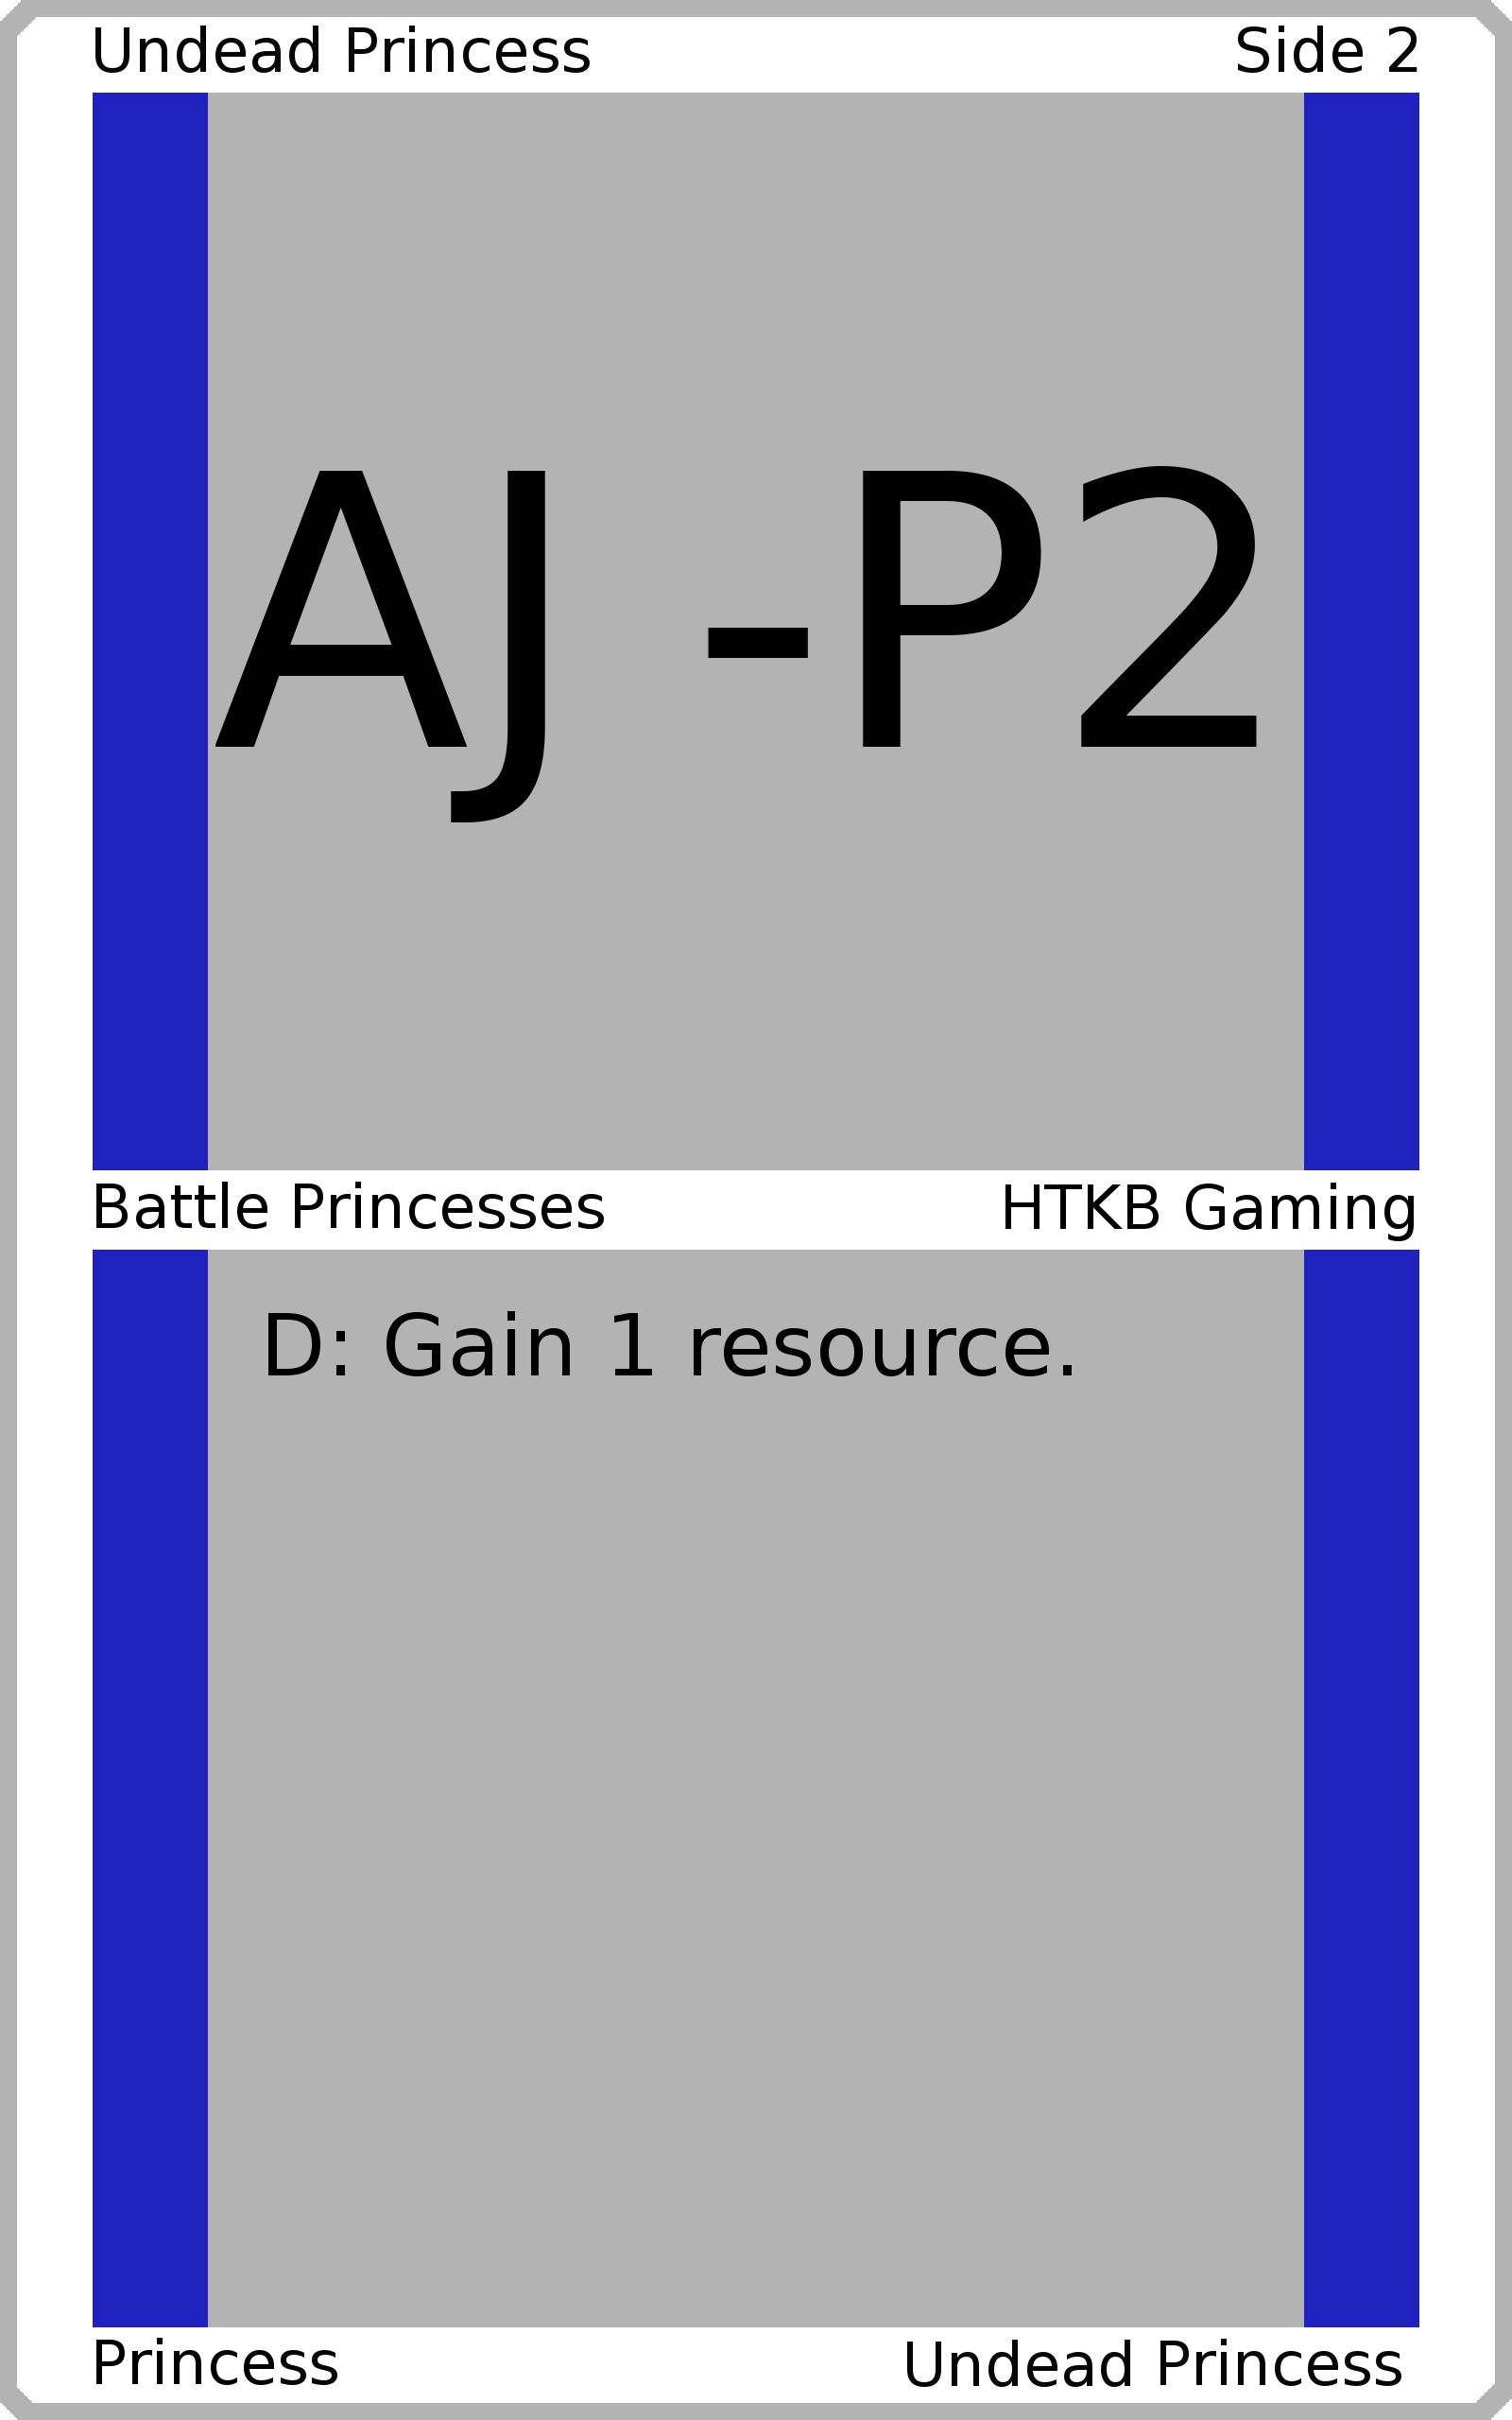 Undead Princess Side 2
AJ -P2
Battle Princesses HTKB Gaming
D: Gain 1 resource.
Princess Undead Princess